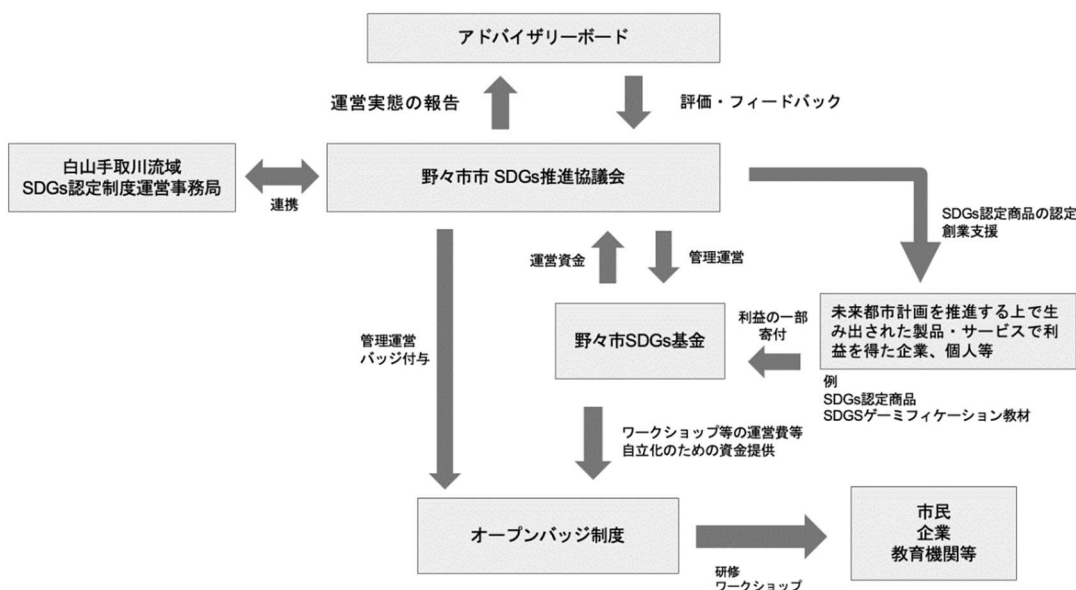 アドバイザリーボード
運営実態の報告
評価・フィードバック
白山手取川流域
SDGs認定制度運営事務局
連携
野々市市 SDGs推進協議会
SDGs認定商品の認定
創業支援
運営資金
管理運営
管理運営
バッジ付与
野々市SDGs基金
利益の一部
寄付
未来都市計画を推進する上で生
み出された製品・サービスで利
益を得た企業、個人等
例
SDGs認定商品
SDGSゲーミフィケーション教材
ワークショップ等の運営費等
自立化のための資金提供
オープンバッジ制度
研修
ワークショップ
市民
企業
教育機関等